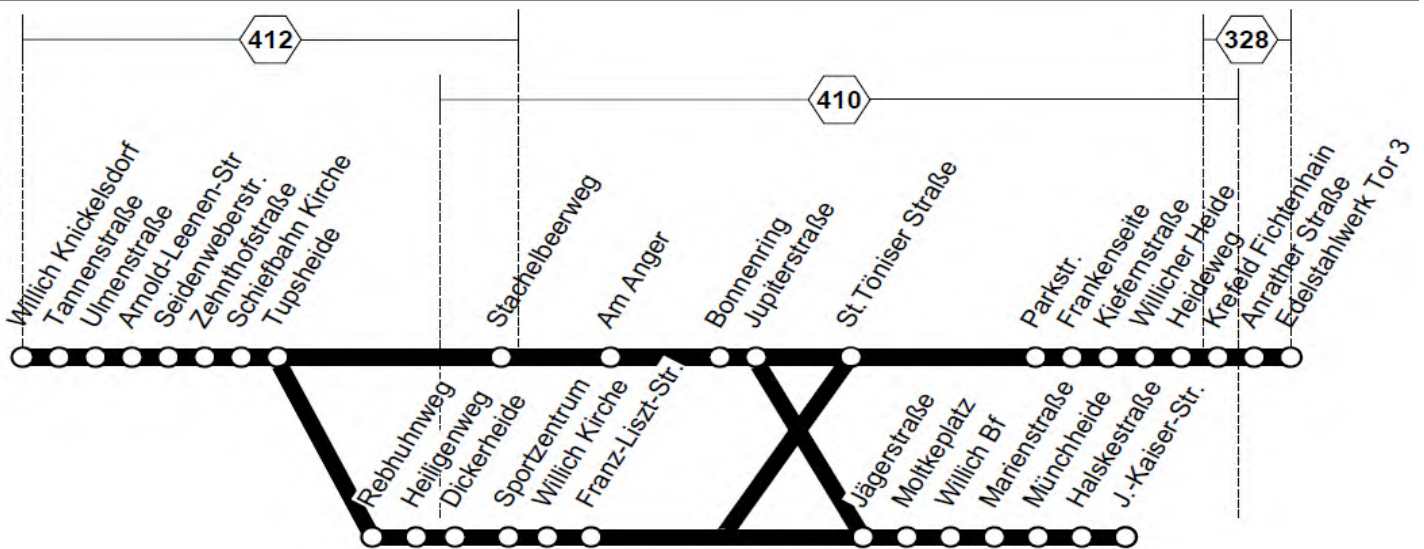 412
328
410
Willich Knickelsdorf
Tannenstraße
Ulmenstraße
Arnold-Leenen-Str
Seidenweberstr.
Zehnthofstraße
Schiefbahn Kirche
Tupsheide
Stachelbeerweg
Am Anger
Bonnenring
Jupiterstraße
St.Töniser Straße
Parkstr.
Frankenseite
Kiefernstraße
Willicher Heide
Heideweg
Krefeld Fichtenhain
Anrather Straße
Edelstahlwerk Tor 3
Rebhuhnweg
Heiligenweg
Dickerheide
Sportzentrum
Willich Kirche
Franz-Liszt-Str.
Jägerstraße
Moltkeplatz
Willich Bf
Marienstraße
Münchheide
Halskestraße
J.-Kaiser-Str.